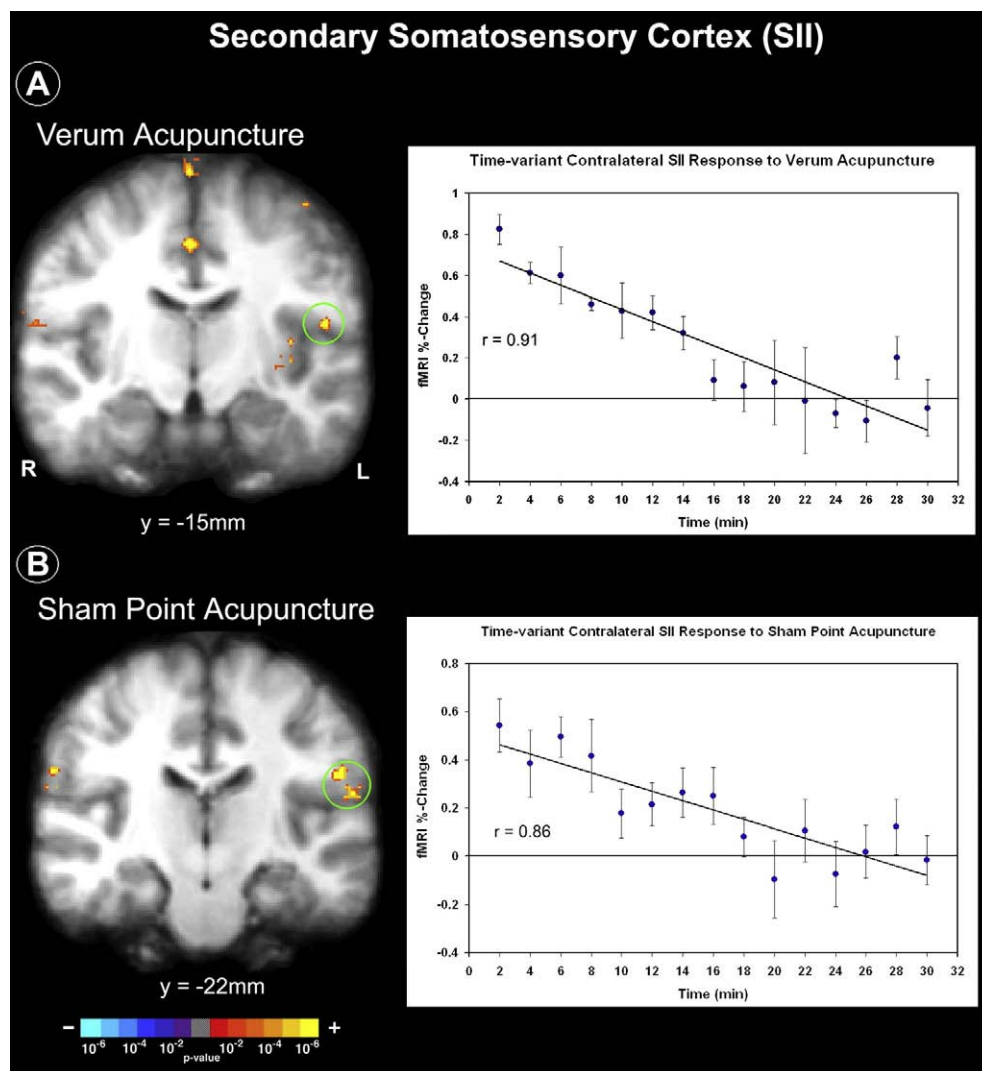 Secondary Somatosensory Cortex (SII)
A
Verum Acupuncture
R
L
y = -15mm
Time-variant Contralateral SII Response to Verum Acupuncture
fMRI %-Change
1
0.8
0.6
0.4
0.2
0
-0.2
-0.4
r = 0.91
0 2 4 6 8 10 12 14 16 18 20 22 24 26 28 30 32
Time (min)
B
Sham Point Acupuncture
y = -22mm
Time-variant Contralateral SII Response to Sham Point Acupuncture
fMRI %-Change
0.8
0.6
0.4
0.2
0
-0.2
-0.4
r = 0.86
0 2 4 6 8 10 12 14 16 18 20 22 24 26 28 30 32
Time (min)
− +
10⁻⁶ 10⁻⁴ 10⁻² 10⁻² 10⁻⁴ 10⁻⁶
p-value